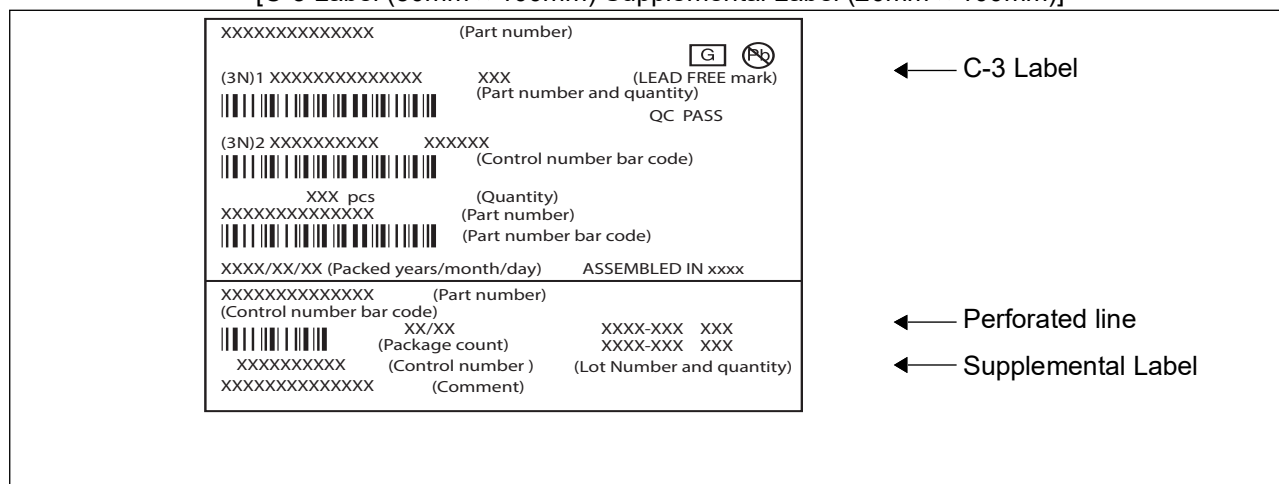 XXXXXXXXXXXXXX (Part number)
G Pb
(3N)1 XXXXXXXXXXXXXX XXX (LEAD FREE mark)
(Part number and quantity)
QC PASS
(3N)2 XXXXXXXXXX XXXXXX
(Control number bar code)
XXX pcs (Quantity)
XXXXXXXXXXXXXX (Part number)
(Part number bar code)
XXXX/XX/XX (Packed years/month/day) ASSEMBLED IN xxxx
XXXXXXXXXXXXXX (Part number)
(Control number bar code)
XX/XX XXXX-XXX XXX
(Package count) XXXX-XXX XXX
XXXXXXXXXX (Control number ) (Lot Number and quantity)
XXXXXXXXXXXXXX (Comment)
C-3 Label
Perforated line
Supplemental Label